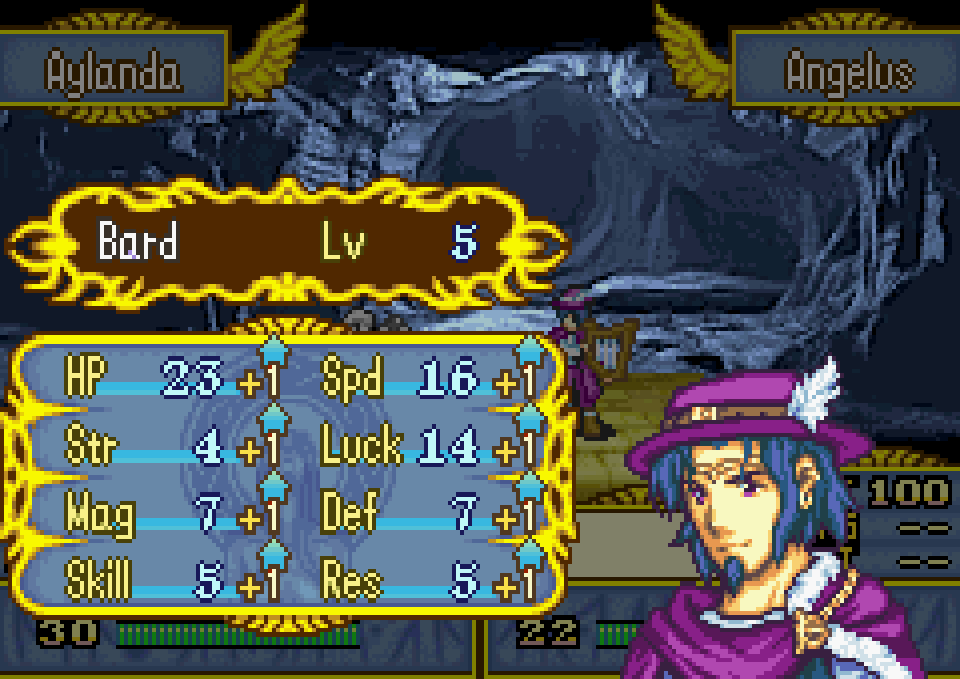 Aylanda Angelus
Bard Lv 5
HP 23 +1 Spd 16 +1
Str 4 +1 Luck 14 +1
Mag 7 +1 Def 7 +1
Skill 5 +1 Res 5 +1
100
--
--
30 22